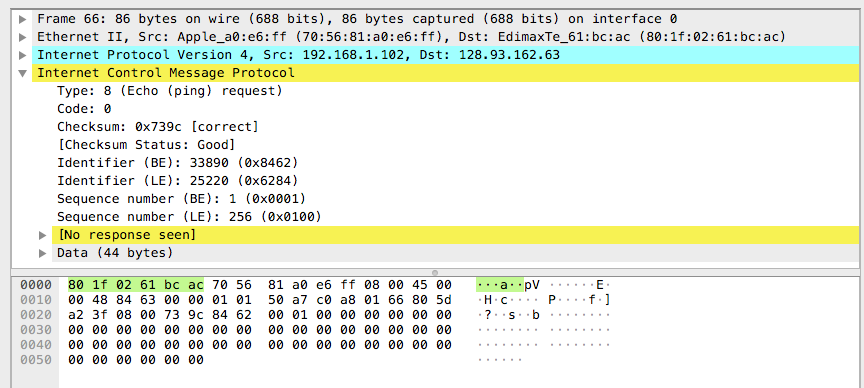 Frame 66: 86 bytes on wire (688 bits), 86 bytes captured (688 bits) on interface 0
Ethernet II, Src: Apple_a0:e6:ff (70:56:81:a0:e6:ff), Dst: EdimaxTe_61:bc:ac (80:1f:02:61:bc:ac)
Internet Protocol Version 4, Src: 192.168.1.102, Dst: 128.93.162.63
Internet Control Message Protocol
Type: 8 (Echo (ping) request)
Code: 0
Checksum: 0x739c [correct]
[Checksum Status: Good]
Identifier (BE): 33890 (0x8462)
Identifier (LE): 25220 (0x6284)
Sequence number (BE): 1 (0x0001)
Sequence number (LE): 256 (0x0100)
[No response seen]
Data (44 bytes)
0000 80 1f 02 61 bc ac 70 56 81 a0 e6 ff 08 00 45 00 ···a··pV ······E·
0010 00 48 84 63 00 00 01 01 50 a7 c0 a8 01 66 80 5d ·H·c···· P····f·]
0020 a2 3f 08 00 73 9c 84 62 00 01 00 00 00 00 00 00 ·?··s··b ········
0030 00 00 00 00 00 00 00 00 00 00 00 00 00 00 00 00 ········ ········
0040 00 00 00 00 00 00 00 00 00 00 00 00 00 00 00 00 ········ ········
0050 00 00 00 00 00 00 ······